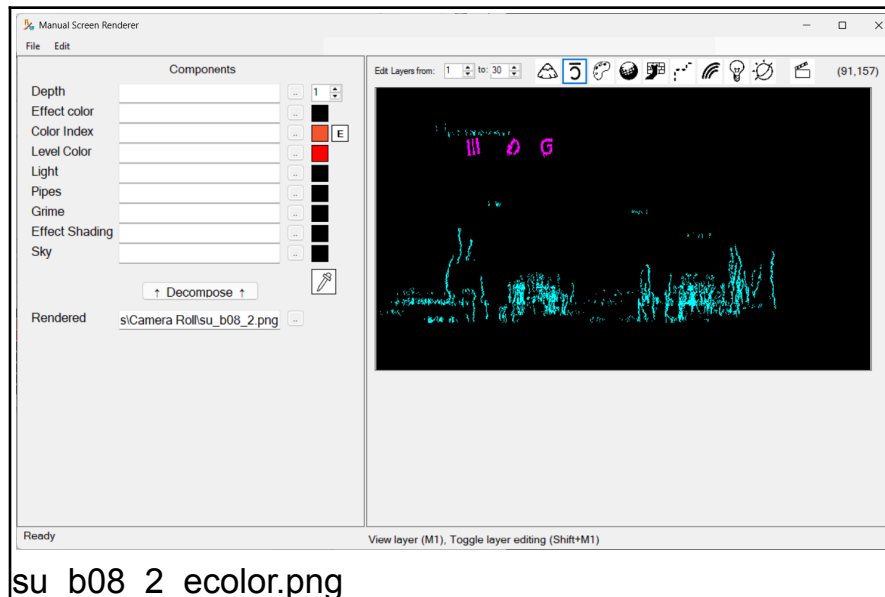 Manual Screen Renderer
File Edit
Components
Depth .. 1
Effect color ..
Color Index .. E
Level Color ..
Light ..
Pipes ..
Grime ..
Effect Shading ..
Sky ..
↑ Decompose ↑
Rendered s\Camera Roll\su_b08_2.png ..
Ready
Edit Layers from: 1 to: 30 (91,157)
View layer (M1), Toggle layer editing (Shift+M1)
su_b08_2_ecolor.png